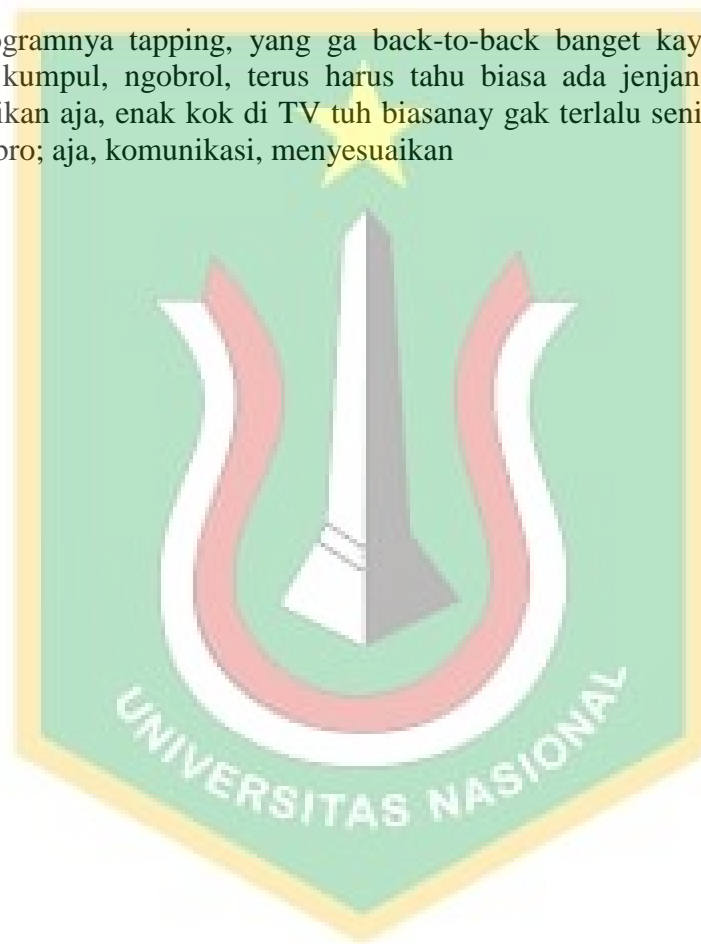 ogramnya tapping, yang ga back-to-back banget kay
kumpul, ngobrol, terus harus tahu biasa ada jenjan
ikan aja, enak kok di TV tuh biasanay gak terlalu seni
oro; aja, komunikasi, menyesuaikan
UNIVERSITAS NASIONAL